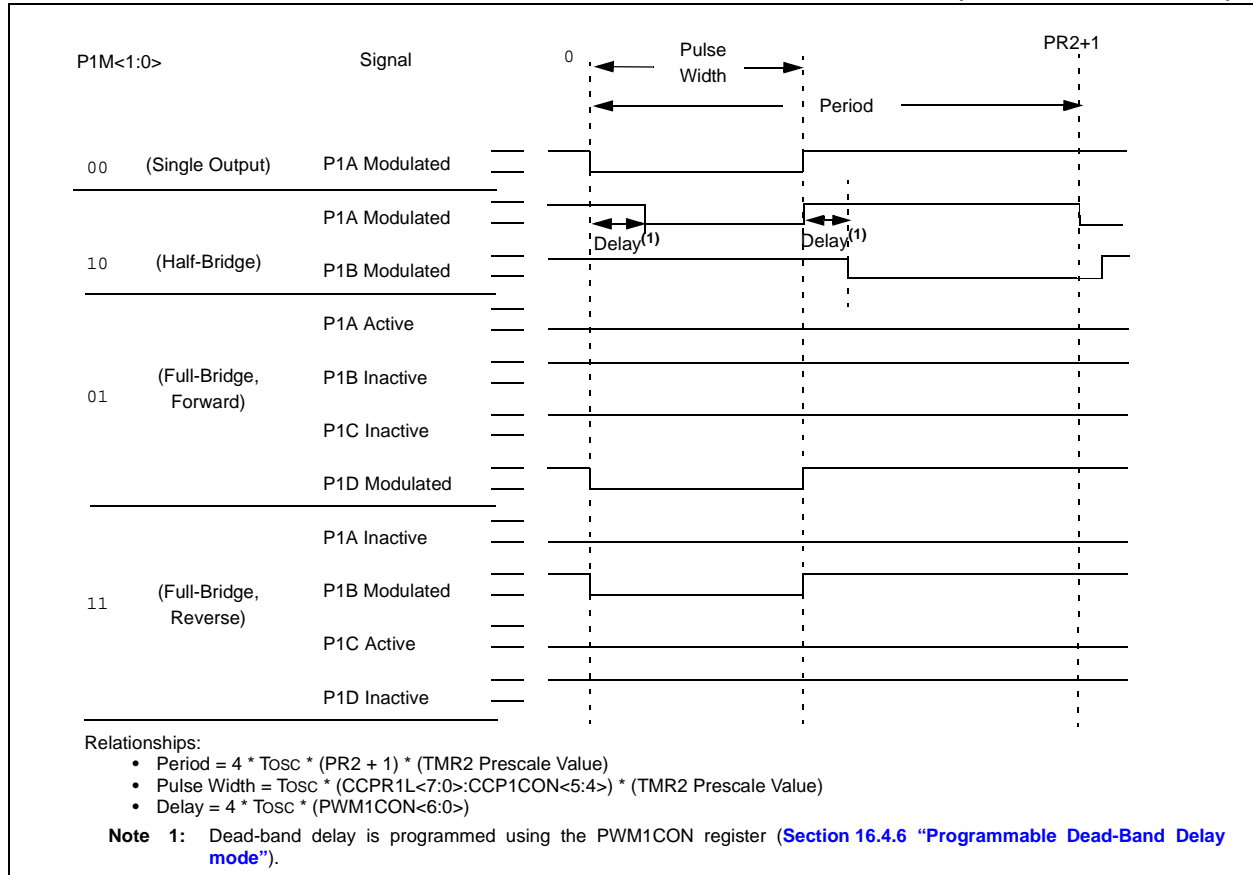 P1M<1:0> Signal 0 Pulse Width PR2+1
Period
00 (Single Output) P1A Modulated
P1A Modulated
Delay(1) Delay(1)
10 (Half-Bridge) P1B Modulated
P1A Active
01 (Full-Bridge, Forward) P1B Inactive
P1C Inactive
P1D Modulated
P1A Inactive
11 (Full-Bridge, Reverse) P1B Modulated
P1C Active
P1D Inactive
Relationships:
• Period = 4 * TOSC * (PR2 + 1) * (TMR2 Prescale Value)
• Pulse Width = TOSC * (CCPR1L<7:0>:CCP1CON<5:4>) * (TMR2 Prescale Value)
• Delay = 4 * TOSC * (PWM1CON<6:0>)
Note 1: Dead-band delay is programmed using the PWM1CON register (Section 16.4.6 “Programmable Dead-Band Delay
mode”).